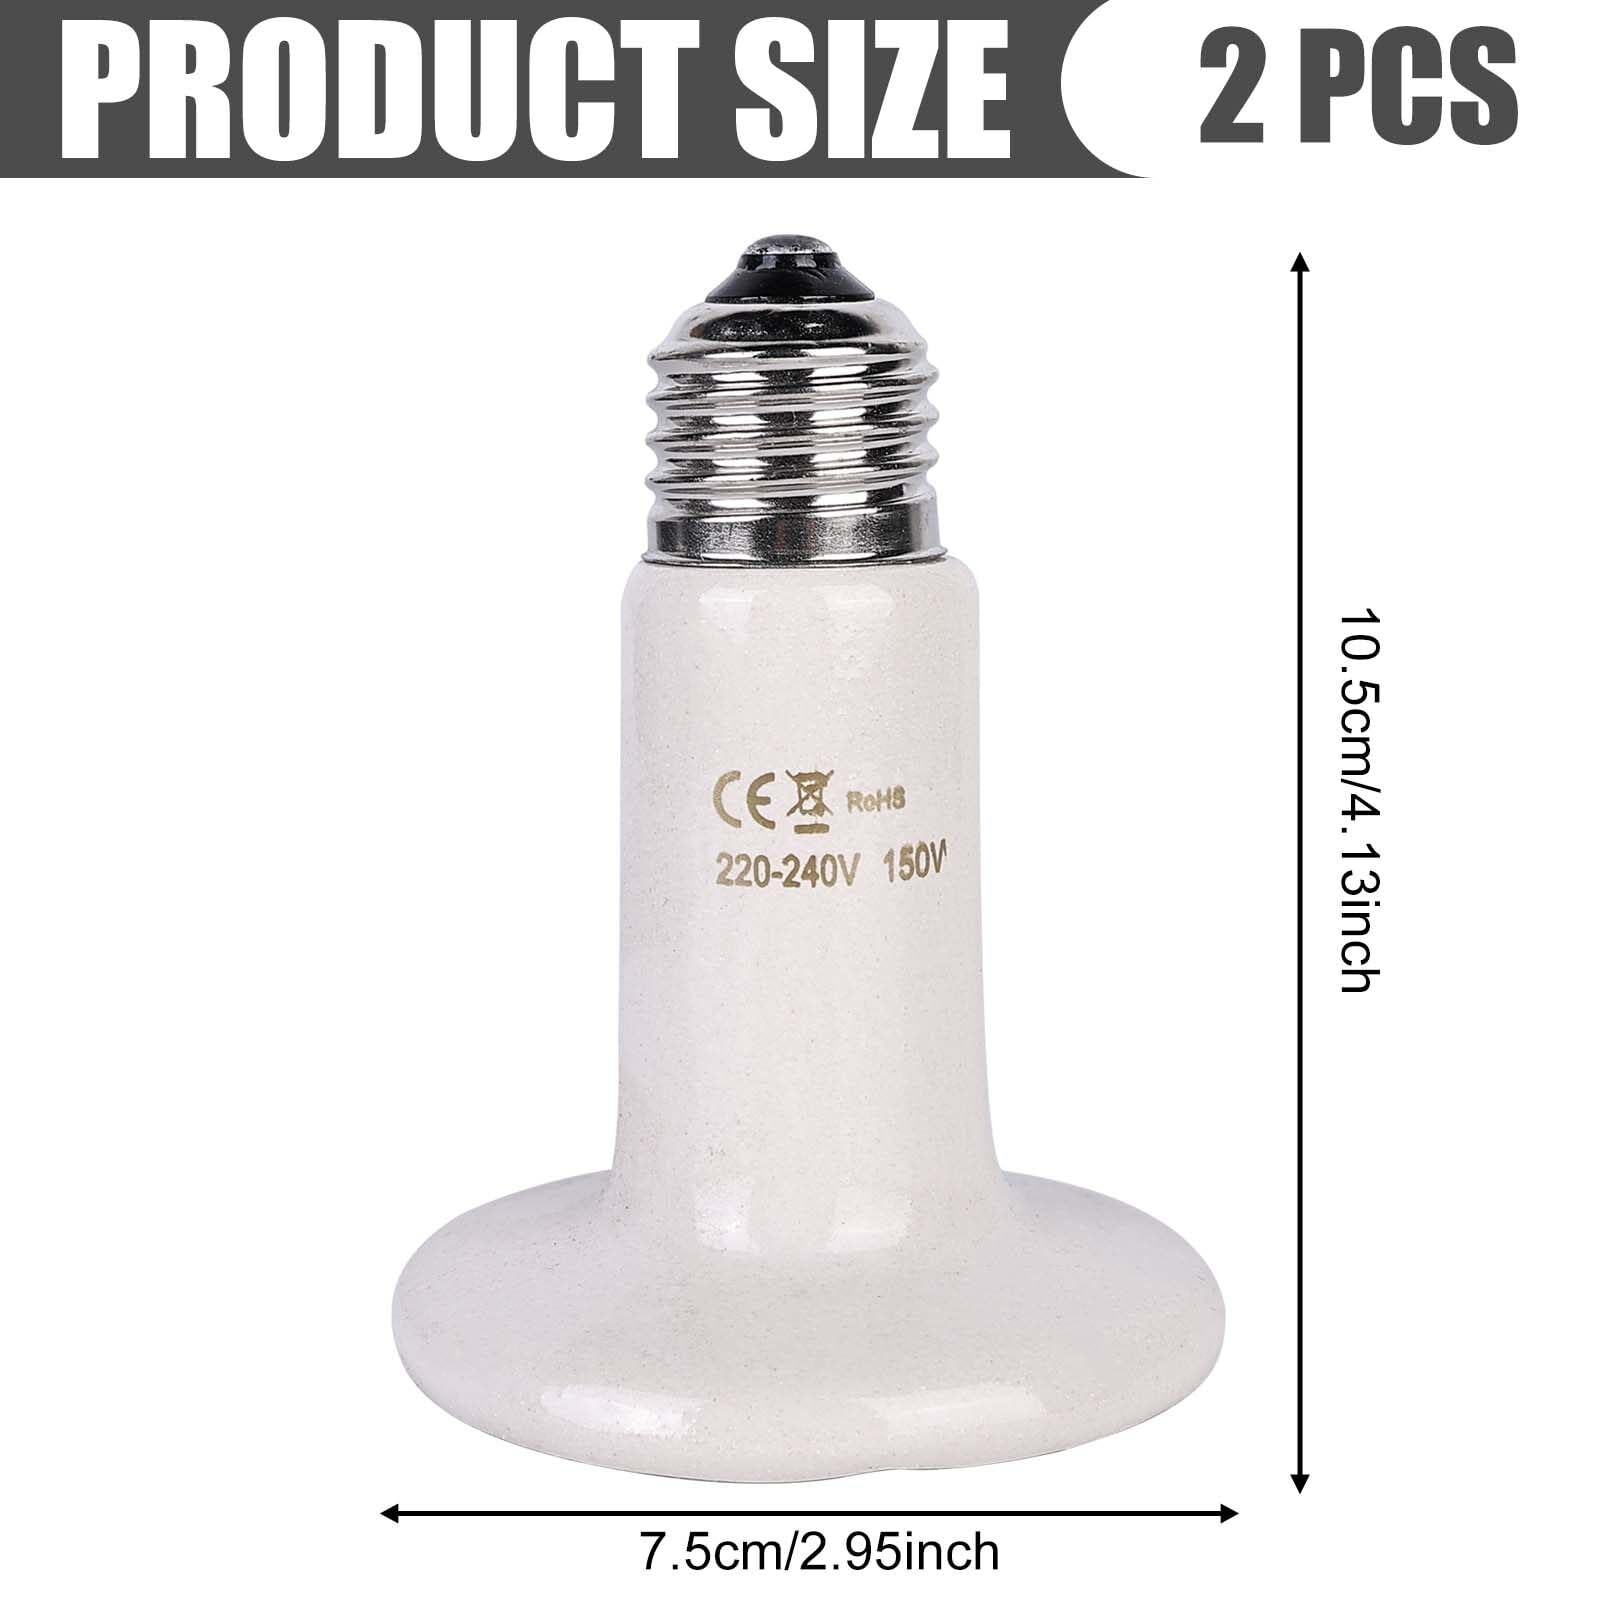 PRODUCT SIZE
2 PCS
CE RoHS
220-240V 150W
10.5cm/4.13inch
7.5cm/2.95inch